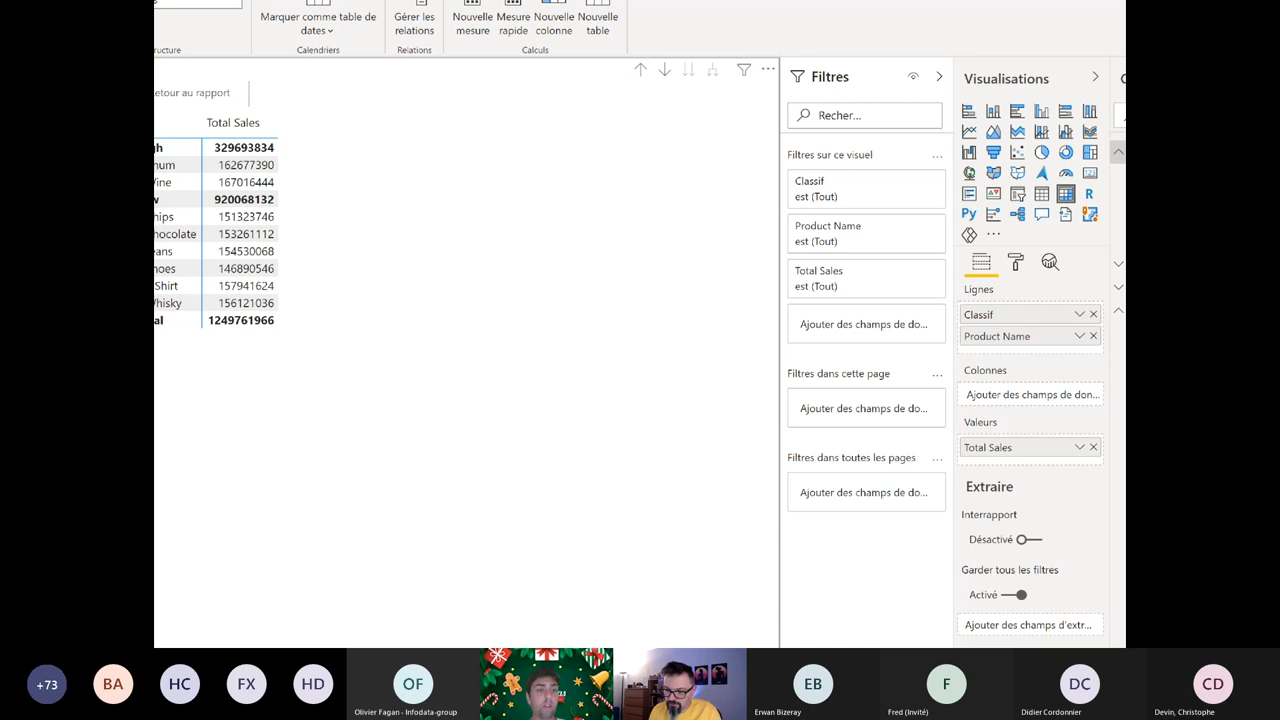 Marquer comme table de
dates
Gérer les
relations
Nouvelle
mesure
Mesure
rapide
Nouvelle
colonne
Nouvelle
table
Calendriers
Relations
Calculs
au rapport
Total Sales
329693834
162677390
167016444
920068132
151323746
153261112
154530068
146890546
157941624
156121036
1249761966
Filtres
Recher...
Filtres sur ce visuel
Classif
est (Tout)
Product Name
est (Tout)
Total Sales
est (Tout)
Ajouter des champs de do...
Filtres dans cette page
Ajouter des champs de do...
Filtres dans toutes les pages
Ajouter des champs de do...
Visualisations
R
Py
Lignes
Classif
Product Name
Colonnes
Ajouter des champs de don...
Valeurs
Total Sales
Extraire
Interrapport
Désactivé
Garder tous les filtres
Activé
Ajouter des champs d'extr...
+73
BA
HC
FX
HD
OF
Olivier Fagan - Infodata-group
EB
Erwan Bizeray
F
Fred (Invité)
DC
Didier Cordonnier
CD
Devin, Christophe